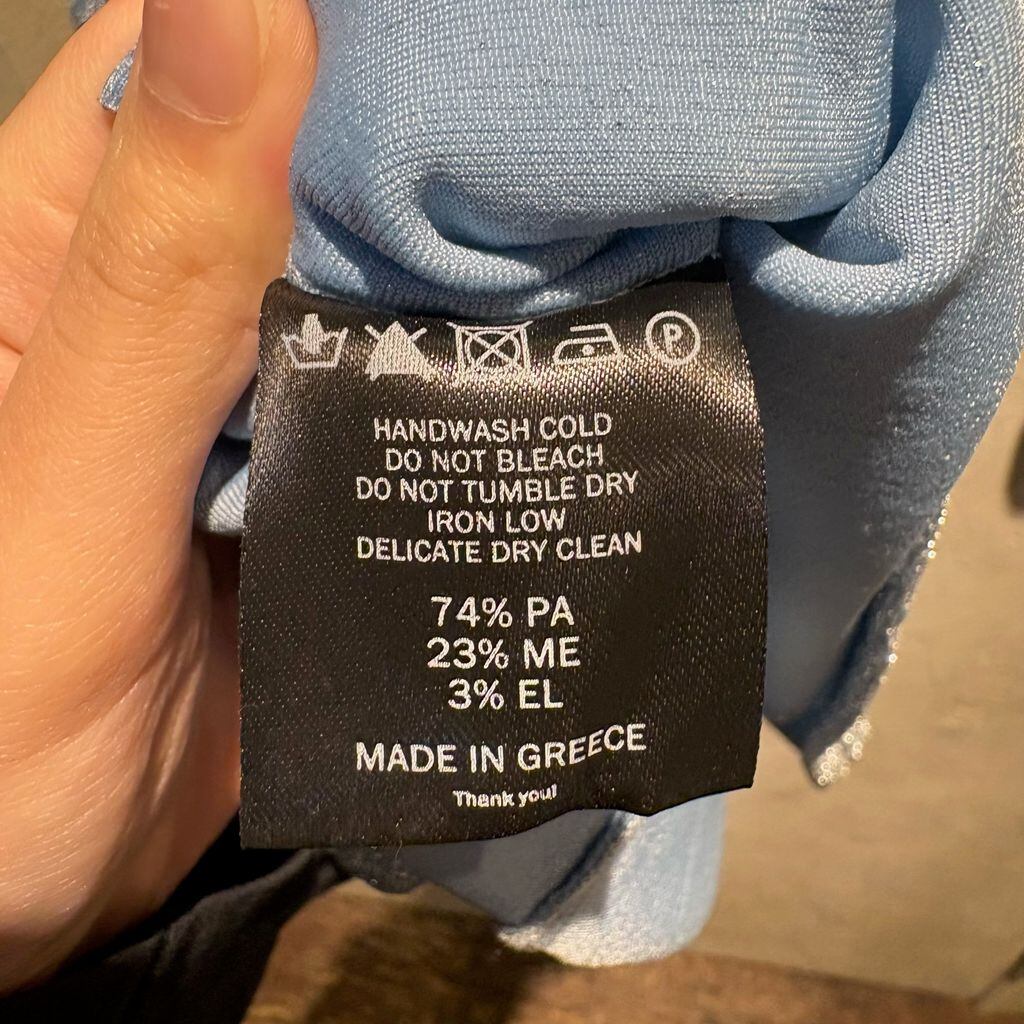 P
HANDWASH COLD
DO NOT BLEACH
DO NOT TUMBLE DRY
IRON LOW
DELICATE DRY CLEAN
74% PA
23% ME
3% EL
MADE IN GREECE
Thank you!